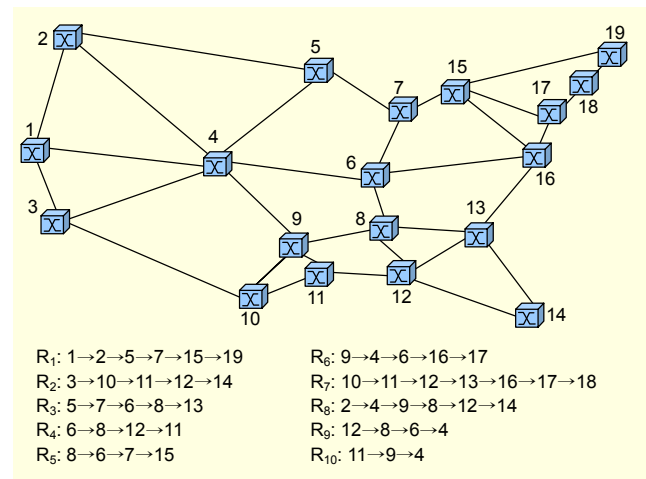 19
2
5
15
17
18
7
1
4
6
16
3
9
8
13
10
11
12
14
R₁: 1→2→5→7→15→19
R₂: 3→10→11→12→14
R₃: 5→7→6→8→13
R₄: 6→8→12→11
R₅: 8→6→7→15
R₆: 9→4→6→16→17
R₇: 10→11→12→13→16→17→18
R₈: 2→4→9→8→12→14
R₉: 12→8→6→4
R₁₀: 11→9→4